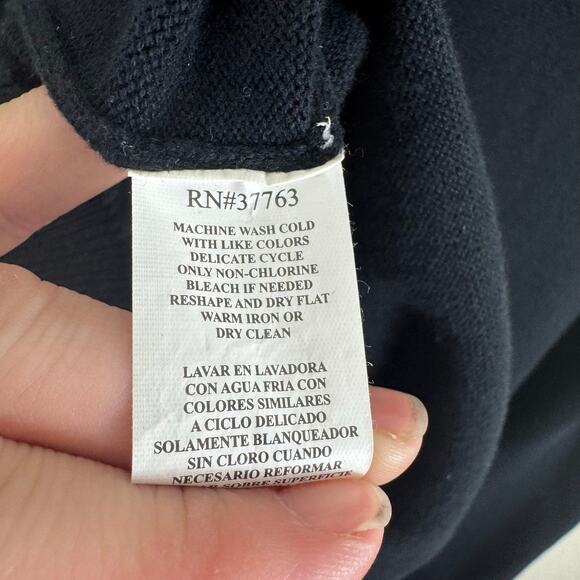 RN#37763
MACHINE WASH COLD
WITH LIKE COLORS
DELICATE CYCLE
ONLY NON-CHLORINE
BLEACH IF NEEDED
RESHAPE AND DRY FLAT
WARM IRON OR
DRY CLEAN
LAVAR EN LAVADORA
CON AGUA FRIA CON
COLORES SIMILARES
A CICLO DELICADO
SOLAMENTE BLANQUEADOR
SIN CLORO CUANDO
NECESARIO REFORMAR
SOBRE SUPERFICIE